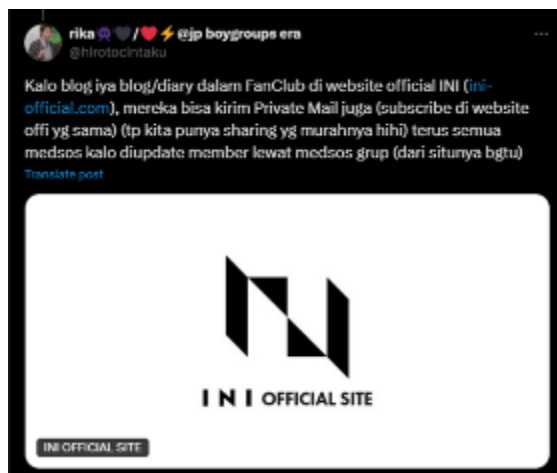 rika 👾🖤/❤️⚡@jp boygroups era
@hirotocintaku
Kalo blog iya blog/diary dalam FanClub di website official INI (ini-
official.com), mereka bisa kirim Private Mail juga (subscribe di website
offi yg sama) (tp kita punya sharing yg murahnya hihi) terus semua
medsos kalo diupdate member lewat medsos grup (dari situnya bgtu)
Translate post
INI OFFICIAL SITE
INI OFFICIAL SITE